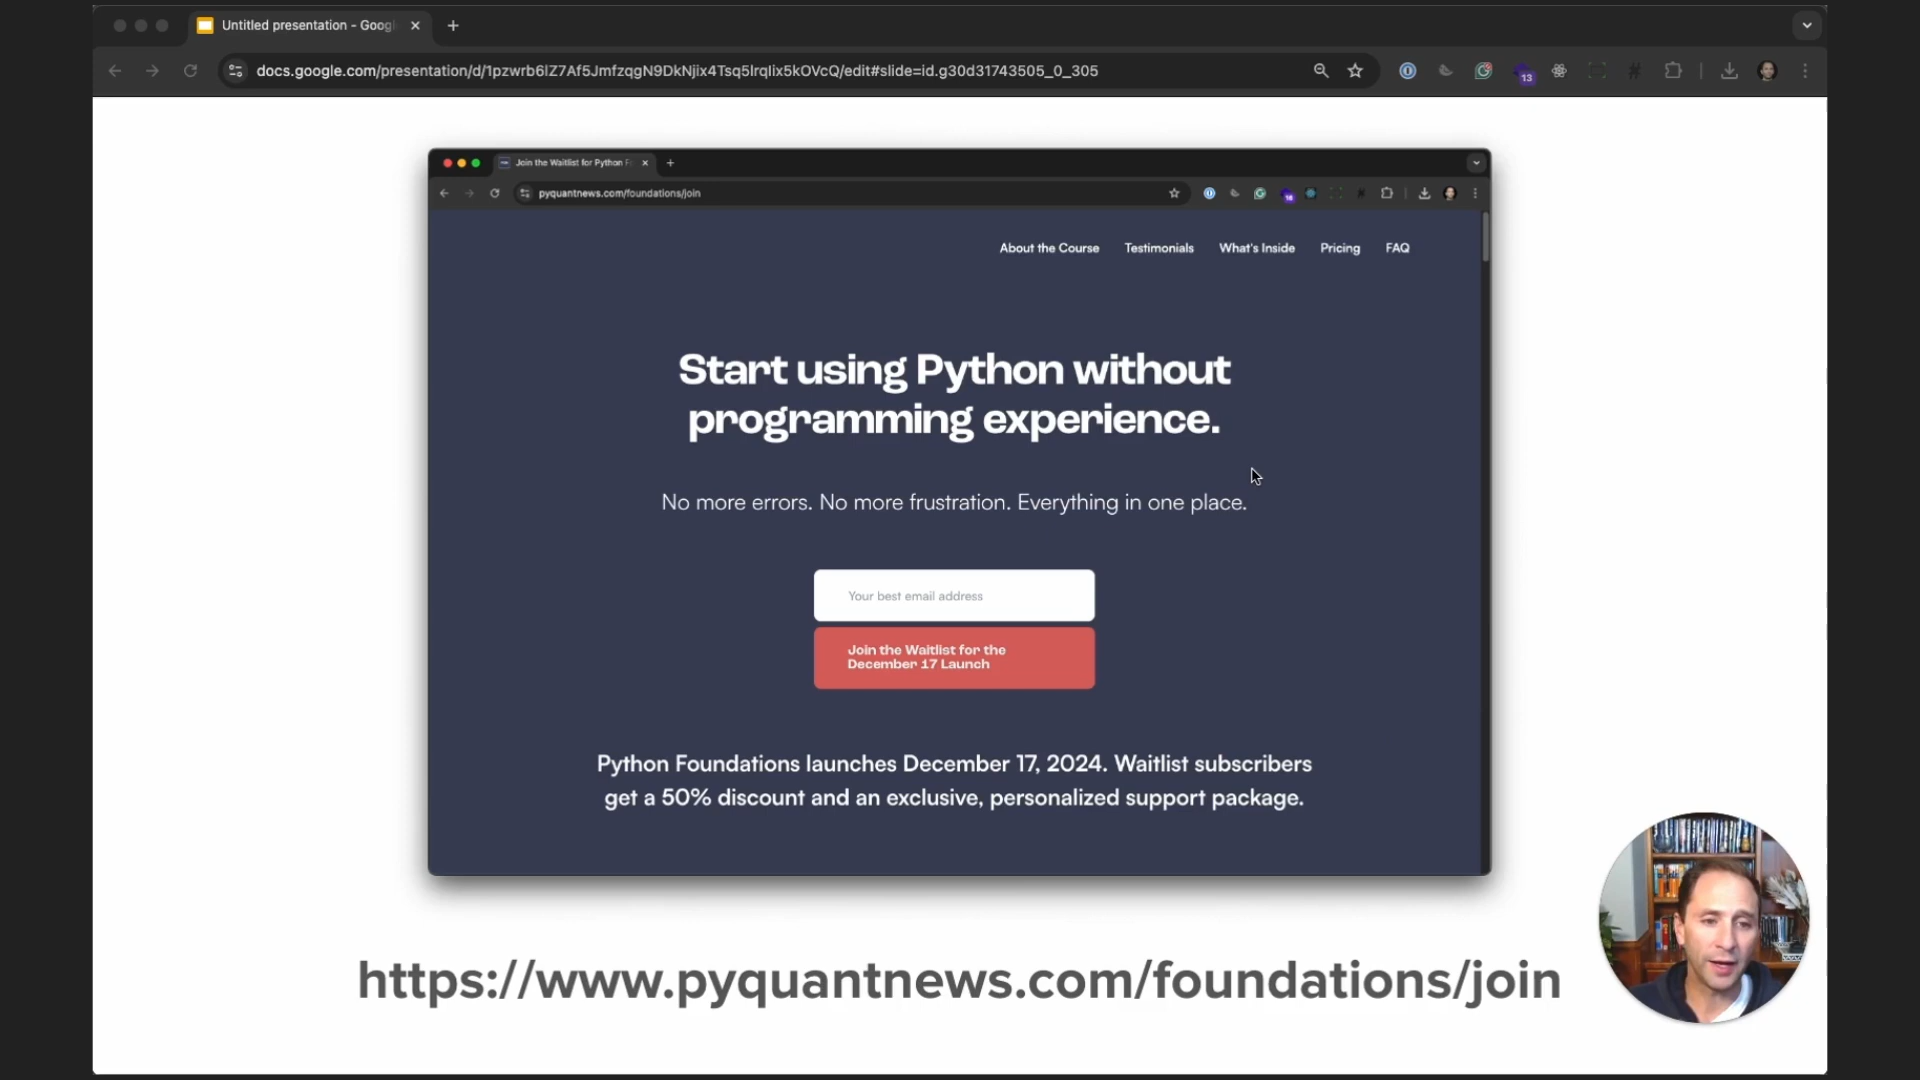 Untitled presentation - Goog
docs.google.com/presentation/d/1pzwrb6lZ7Af5JmfzqgN9DkNjix4Tsq5lrqlix5kOVcQ/edit#slide=id.g30d31743505_0_305
13
Join the Waitlist for Python F
pyquantnews.com/foundations/join
18
About the Course
Testimonials
What's Inside
Pricing
FAQ
Start using Python without
programming experience.
No more errors. No more frustration. Everything in one place.
Your best email address
Join the Waitlist for the
December 17 Launch
Python Foundations launches December 17, 2024. Waitlist subscribers
get a 50% discount and an exclusive, personalized support package.
https://www.pyquantnews.com/foundations/join